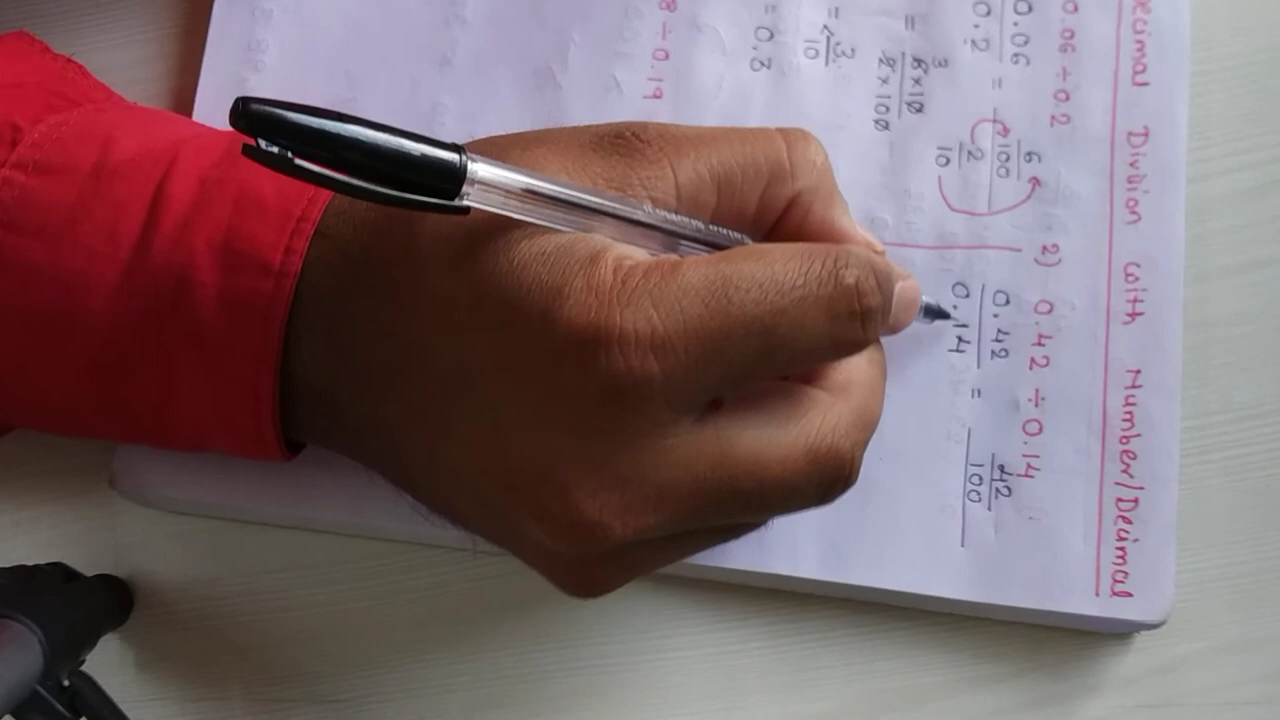 Decimal Division with Number/Decimal
0.06 ÷ 0.2
0.06/0.2 = 6/100 / 2/10
= 6×10/2×100 3
= 3/10
= 0.3
2) 0.42 ÷ 0.14
0.42/0.14 = 42/100
8 ÷ 0.19